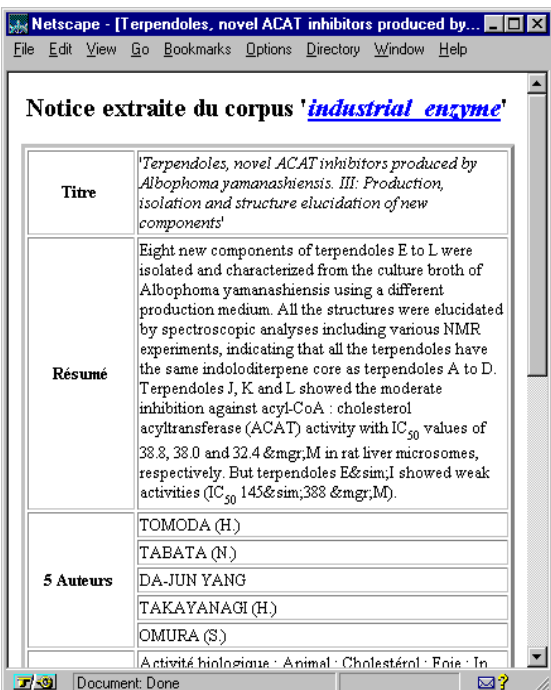 Netscape - [Terpendoles, novel ACAT inhibitors produced by...
File Edit View Go Bookmarks Options Directory Window Help
Notice extraite du corpus 'industrial enzyme'
Titre
'Terpendoles, novel ACAT inhibitors produced by
Albophoma yamanashiensis. III: Production,
isolation and structure elucidation of new
components'
Résumé
Eight new components of terpendoles E to L were
isolated and characterized from the culture broth of
Albophoma yamanashiensis using a different
production medium. All the structures were elucidated
by spectroscopic analyses including various NMR
experiments, indicating that all the terpendoles have
the same indoloditerpene core as terpendoles A to D.
Terpendoles J, K and L showed the moderate
inhibition against acyl-CoA : cholesterol
acyltransferase (ACAT) activity with IC50 values of
38.8, 38.0 and 32.4 &mgr;M in rat liver microsomes,
respectively. But terpendoles E&sim;I showed weak
activities (IC50 145&sim;388 &mgr;M).
5 Auteurs
TOMODA (H.)
TABATA (N.)
DA-JUN YANG
TAKAYANAGI (H.)
OMURA (S.)
Activité biologique ; Animal ; Cholestérol ; Foie ; In
Document: Done